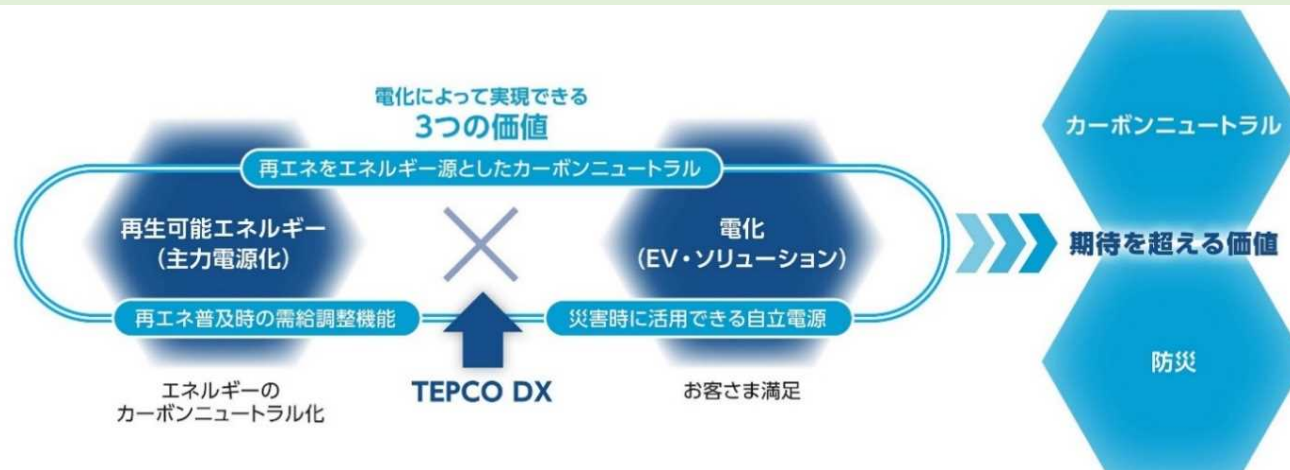 電化によって実現できる
3つの価値
再エネをエネルギー源としたカーボンニュートラル
再生可能エネルギー
(主力電源化)
電化
(EV・ソリューション)
再エネ普及時の需給調整機能
災害時に活用できる自立電源
エネルギーの
カーボンニュートラル化
TEPCO DX
お客さま満足
カーボンニュートラル
期待を超える価値
防災